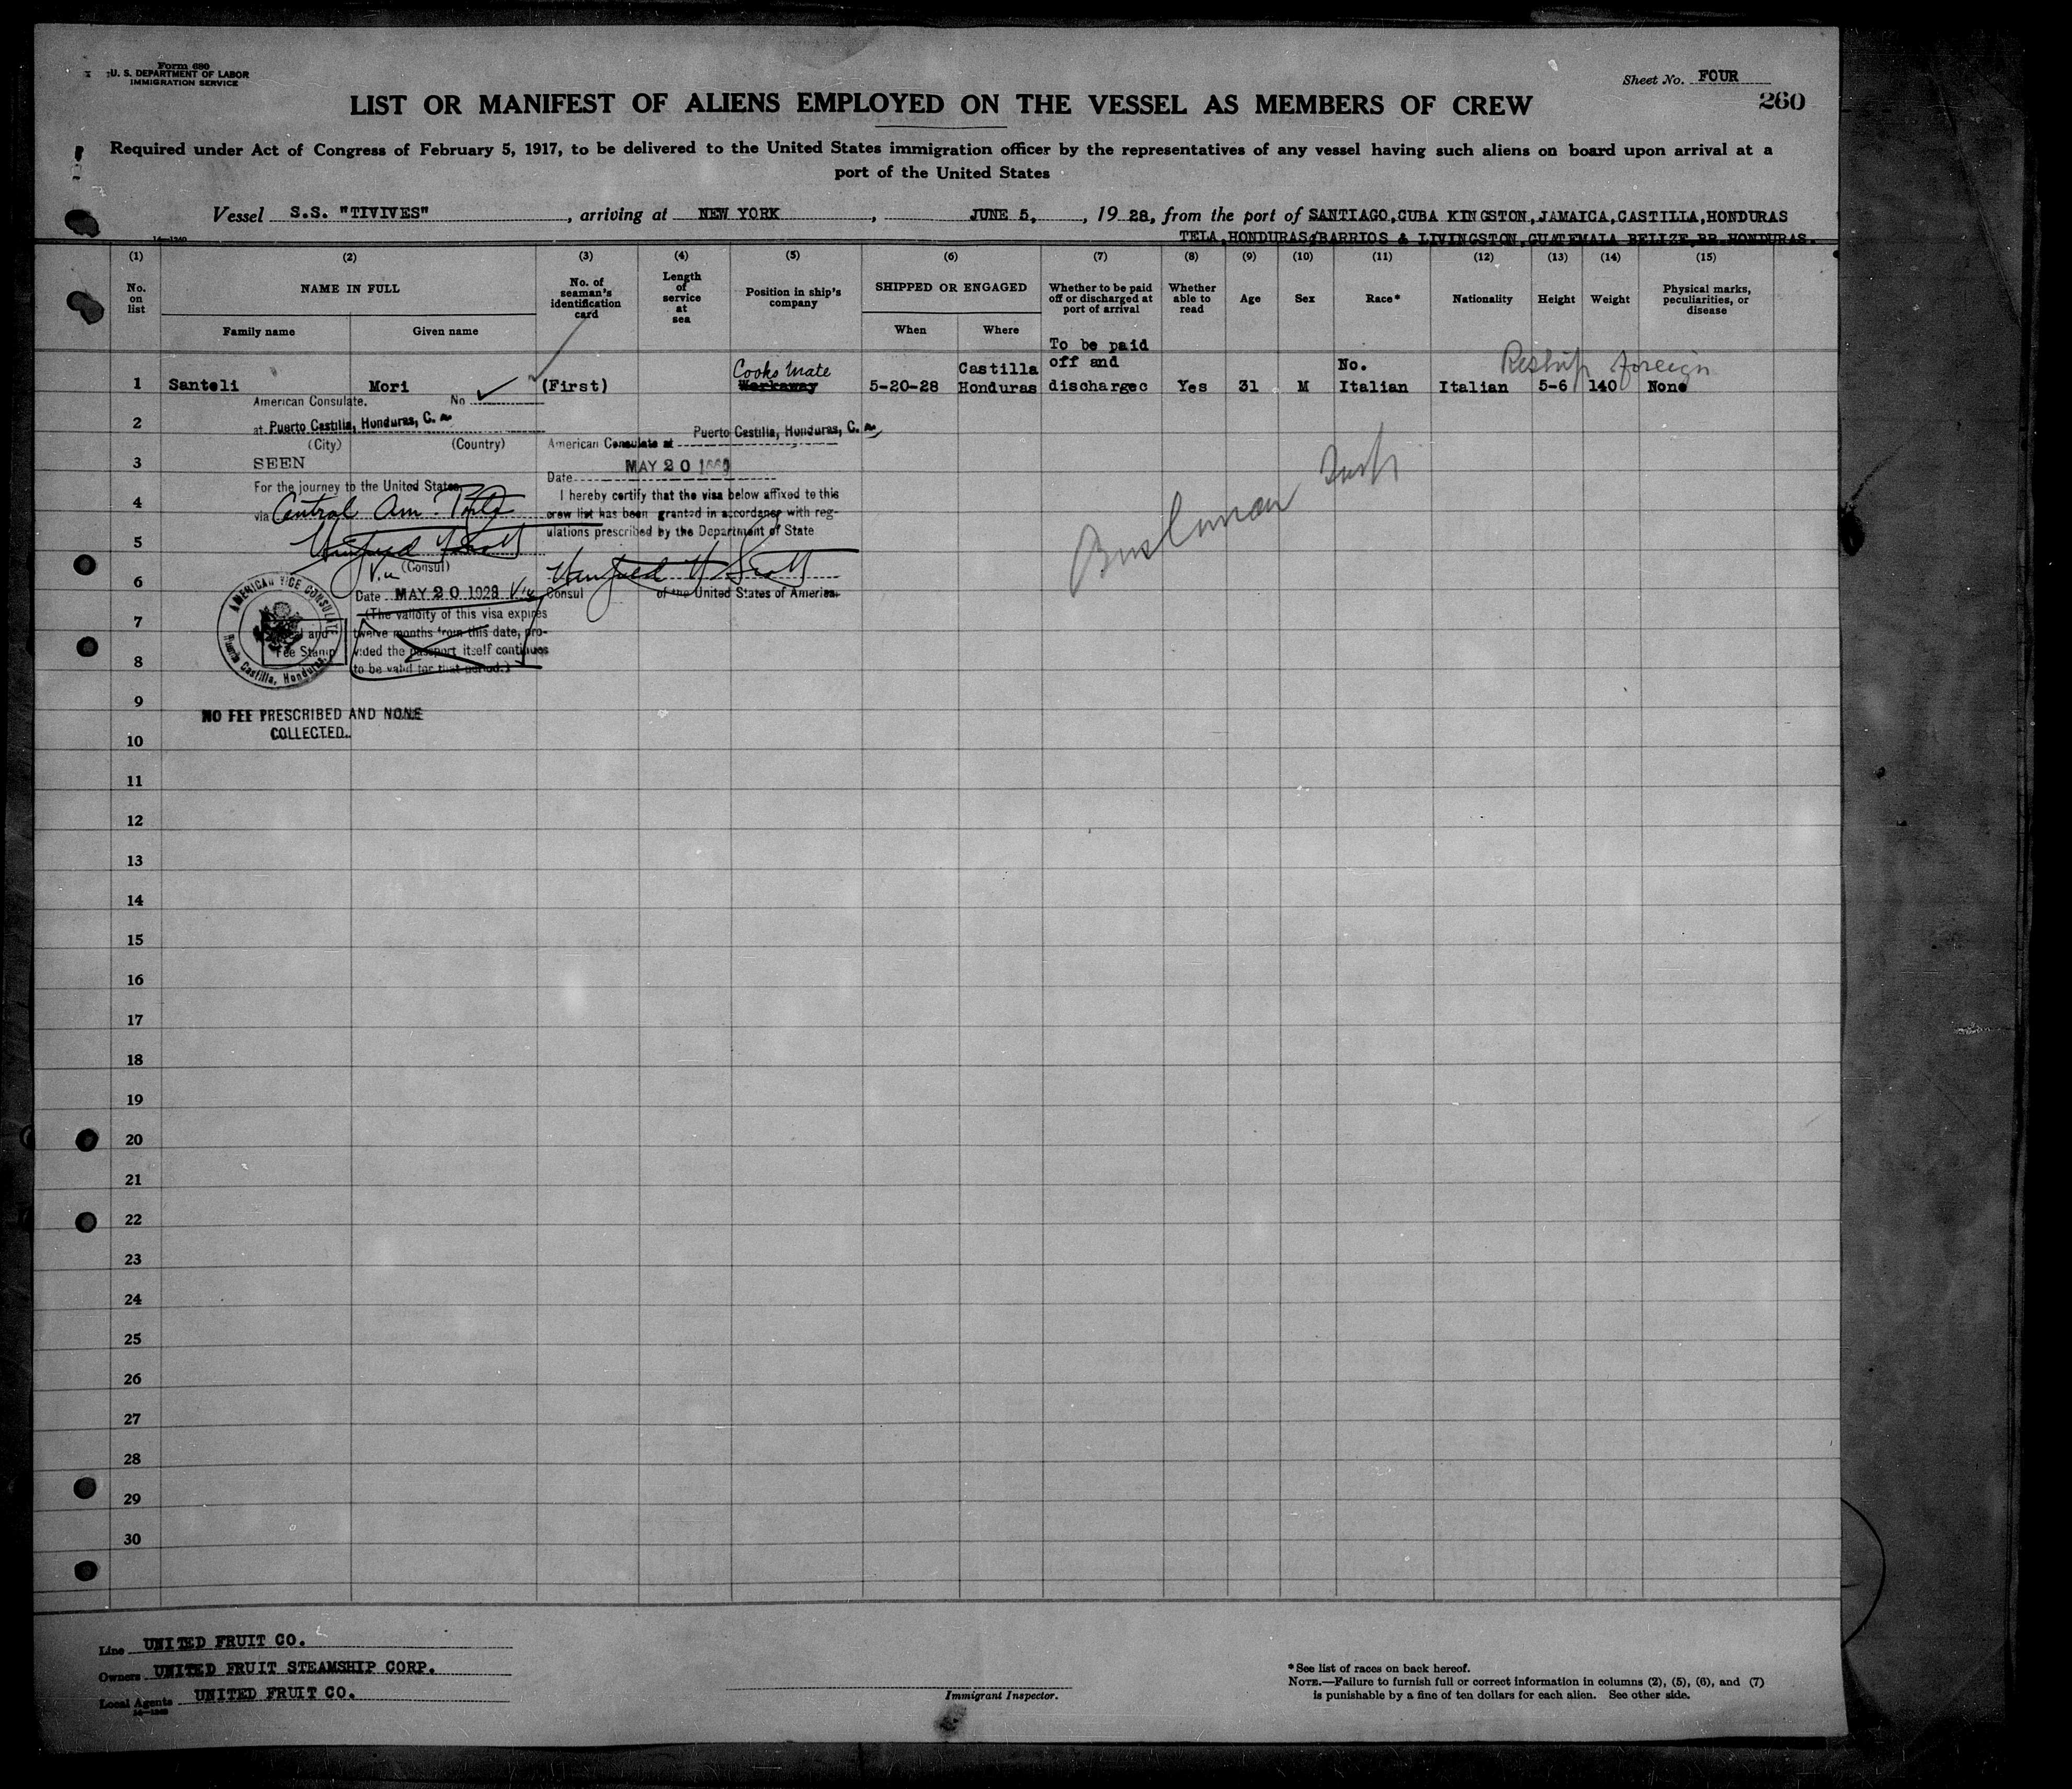 Form 680
U. S. DEPARTMENT OF LABOR
IMMIGRATION SERVICE
Sheet No. FOUR
260
LIST OR MANIFEST OF ALIENS EMPLOYED ON THE VESSEL AS MEMBERS OF CREW
Required under Act of Congress of February 5, 1917, to be delivered to the United States immigration officer by the representatives of any vessel having such aliens on board upon arrival at a
port of the United States
Vessel S.S. "TIVIVES", arriving at NEW YORK, JUNE 5, , 19 28, from the port of SANTIAGO,CUBA KINGSTON,JAMAICA,CASTILLA,HONDURAS
TELA,HONDURAS,BARRIOS & LIVINGSTON,GUATEMALA BELIZE,BR.HONDURAS.
(1) (2) (3) (4) (5) (6) (7) (8) (9) (10) (11) (12) (13) (14) (15)
No. on list
NAME IN FULL
Family name Given name
No. of seaman's identification card
Length of service at sea
Position in ship's company
SHIPPED OR ENGAGED
When Where
Whether to be paid off or discharged at port of arrival
Whether able to read
Age
Sex
Race*
Nationality
Height
Weight
Physical marks, peculiarities, or disease
To be paid
off and
Cooks Mate Castilla No. Reship foreign
1 Santeli Mori (First) Workaway 5-20-28 Honduras discharged Yes 31 M Italian Italian 5-6 140 None
American Consulate. No
at Puerto Castilla, Honduras, C. A.
(City) (Country)
SEEN
For the journey to the United States
via Central Am. Ports
Winfield H Scott
(Consul)
Date MAY 20 1928
(The validity of this visa expires
twelve months from this date, pro-
vided the passport itself continues
to be valid for that period.)
AMERICAN VICE CONSULATE
Puerto Castilla, Honduras.
Fee Stamp
NO FEE PRESCRIBED AND NONE
COLLECTED.
American Consulate at Puerto Castilla, Honduras, C. A.
Date MAY 20
I hereby certify that the visa below affixed to this
crew list has been granted in accordance with reg-
ulations prescribed by the Department of State
Winfield H Scott
Consul of the United States of America
2
3
4
5
6
7
8
9
10
11
12
13
14
15
16
17
18
19
20
21
22
23
24
25
26
27
28
29
30
Line UNITED FRUIT CO.
Owners UNITED FRUIT STEAMSHIP CORP.
Local Agents UNITED FRUIT CO.
Immigrant Inspector.
*See list of races on back hereof.
NOTE.—Failure to furnish full or correct information in columns (2), (5), (6), and (7)
is punishable by a fine of ten dollars for each alien. See other side.